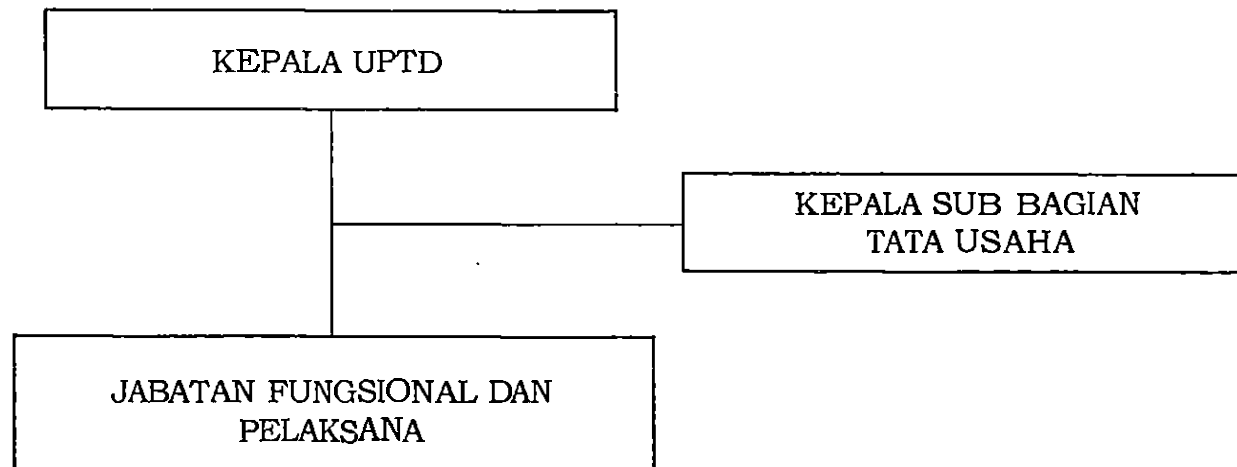 KEPALA UPTD
KEPALA SUB BAGIAN
TATA USAHA
JABATAN FUNGSIONAL DAN
PELAKSANA